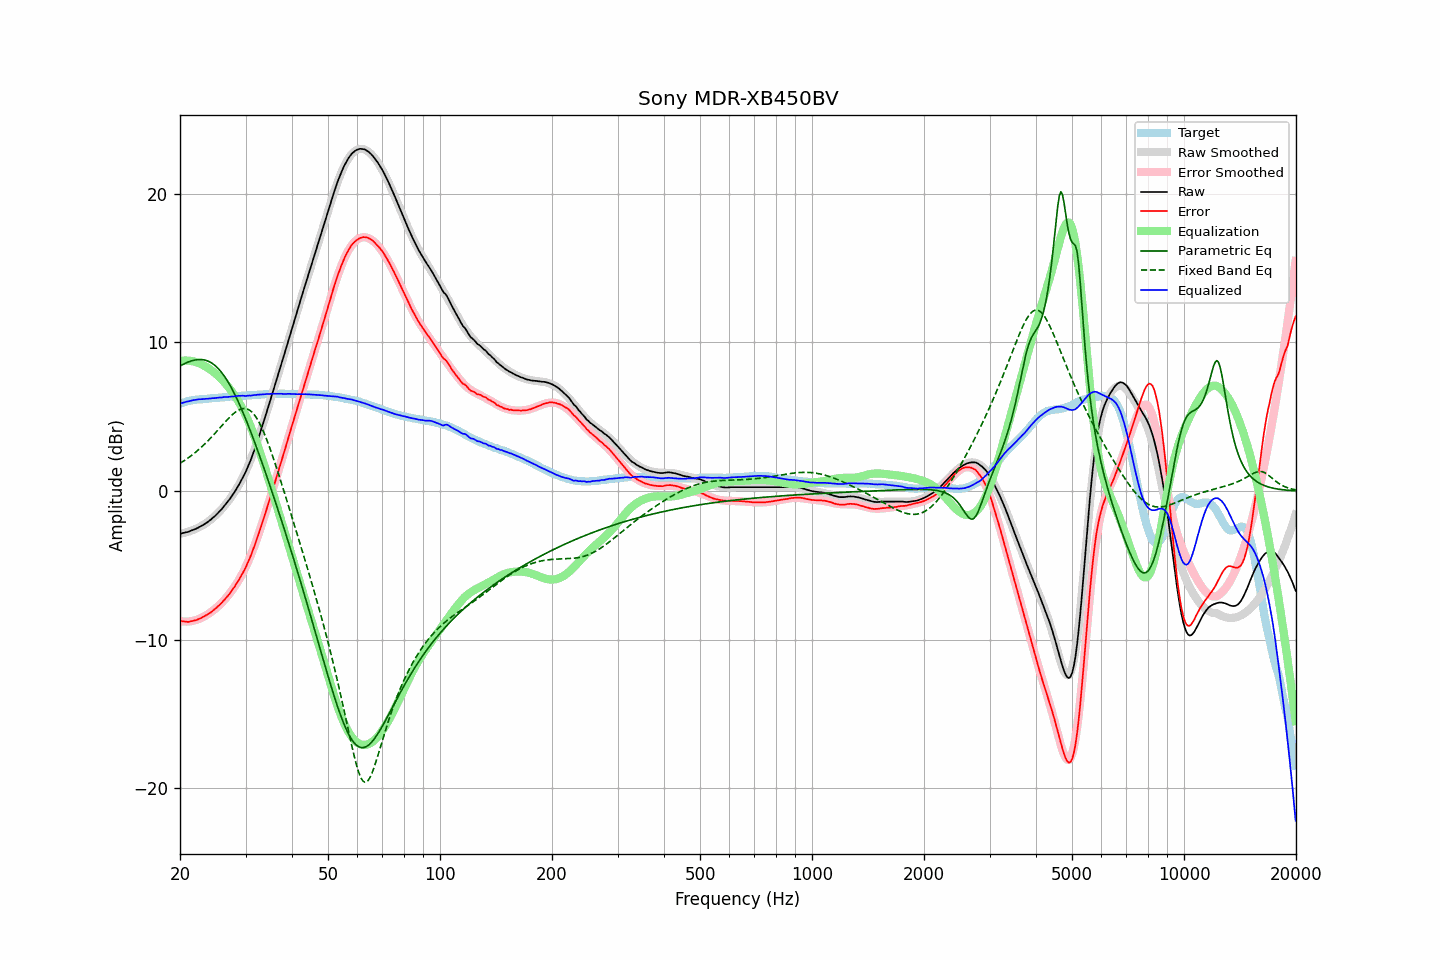 Sony MDR-XB450BV
Target
Raw Smoothed
Error Smoothed
Raw
Error
Equalization
Parametric Eq
Fixed Band Eq
Equalized
Amplitude (dBr)
20
10
0
−10
−20
20 50 100 200 500 1000 2000 5000 10000 20000
Frequency (Hz)